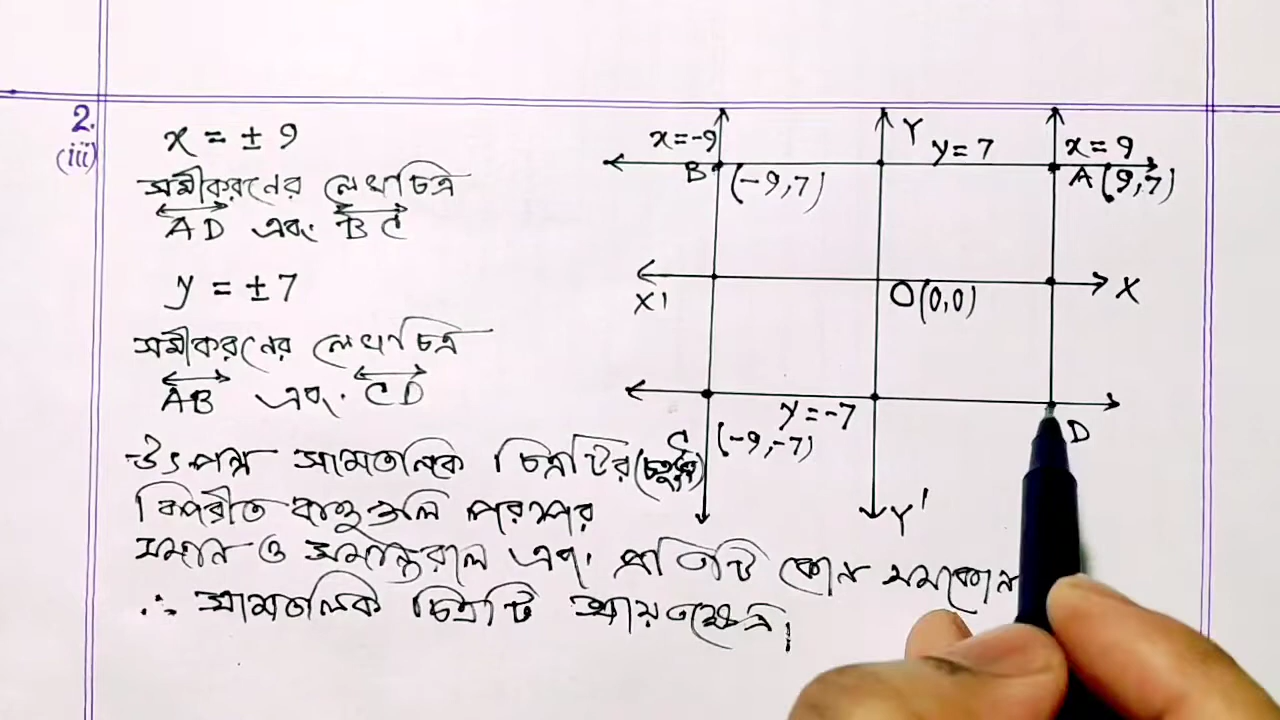 2.
(iii)
x = ± 9
সমীকরণের লেখচিত্র
AD এবং BC
y = ± 7
সমীকরণের লেখচিত্র
AB এবং CD
উৎপন্ন সামতলিক চিত্রটির
বিপরীত বাহুগুলি পরস্পর
সমান ও সমান্তরাল এবং প্রতিটি কোন সমকোন
∴ সামতলিক চিত্রটি আয়তক্ষেত্র।
x = -9
Y
y = 7
x = 9
B
(-9,7)
A (9,7)
X'
O(0,0)
X
y = -7
C
(-9,-7)
D
Y'